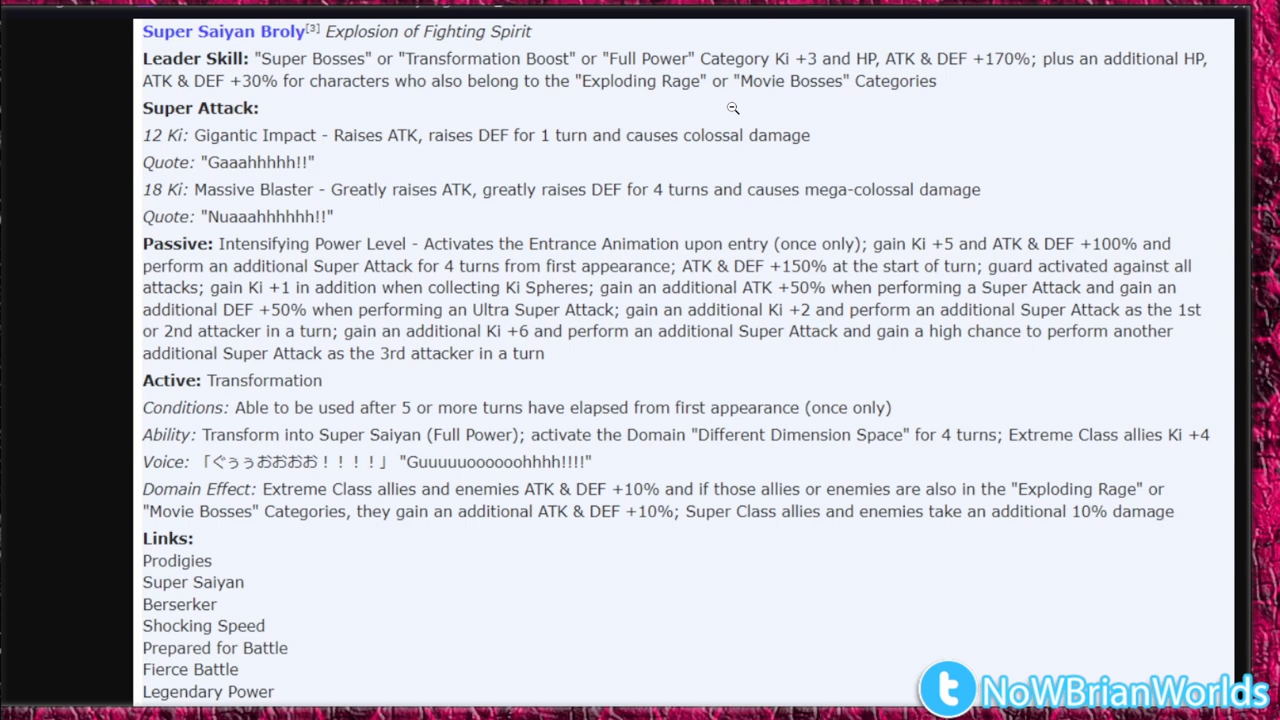 Super Saiyan Broly[3] Explosion of Fighting Spirit
Leader Skill: "Super Bosses" or "Transformation Boost" or "Full Power" Category Ki +3 and HP, ATK & DEF +170%; plus an additional HP,
ATK & DEF +30% for characters who also belong to the "Exploding Rage" or "Movie Bosses" Categories
Super Attack:
12 Ki: Gigantic Impact - Raises ATK, raises DEF for 1 turn and causes colossal damage
Quote: "Gaaahhhhh!!"
18 Ki: Massive Blaster - Greatly raises ATK, greatly raises DEF for 4 turns and causes mega-colossal damage
Quote: "Nuaaahhhhhh!!"
Passive: Intensifying Power Level - Activates the Entrance Animation upon entry (once only); gain Ki +5 and ATK & DEF +100% and
perform an additional Super Attack for 4 turns from first appearance; ATK & DEF +150% at the start of turn; guard activated against all
attacks; gain Ki +1 in addition when collecting Ki Spheres; gain an additional ATK +50% when performing a Super Attack and gain an
additional DEF +50% when performing an Ultra Super Attack; gain an additional Ki +2 and perform an additional Super Attack as the 1st
or 2nd attacker in a turn; gain an additional Ki +6 and perform an additional Super Attack and gain a high chance to perform another
additional Super Attack as the 3rd attacker in a turn
Active: Transformation
Conditions: Able to be used after 5 or more turns have elapsed from first appearance (once only)
Ability: Transform into Super Saiyan (Full Power); activate the Domain "Different Dimension Space" for 4 turns; Extreme Class allies Ki +4
Voice: 「ぐぅぅおおおお！！！！」 "Guuuuoooooohhhh!!!!"
Domain Effect: Extreme Class allies and enemies ATK & DEF +10% and if those allies or enemies are also in the "Exploding Rage" or
"Movie Bosses" Categories, they gain an additional ATK & DEF +10%; Super Class allies and enemies take an additional 10% damage
Links:
Prodigies
Super Saiyan
Berserker
Shocking Speed
Prepared for Battle
Fierce Battle
Legendary Power
NoWBrianWorlds